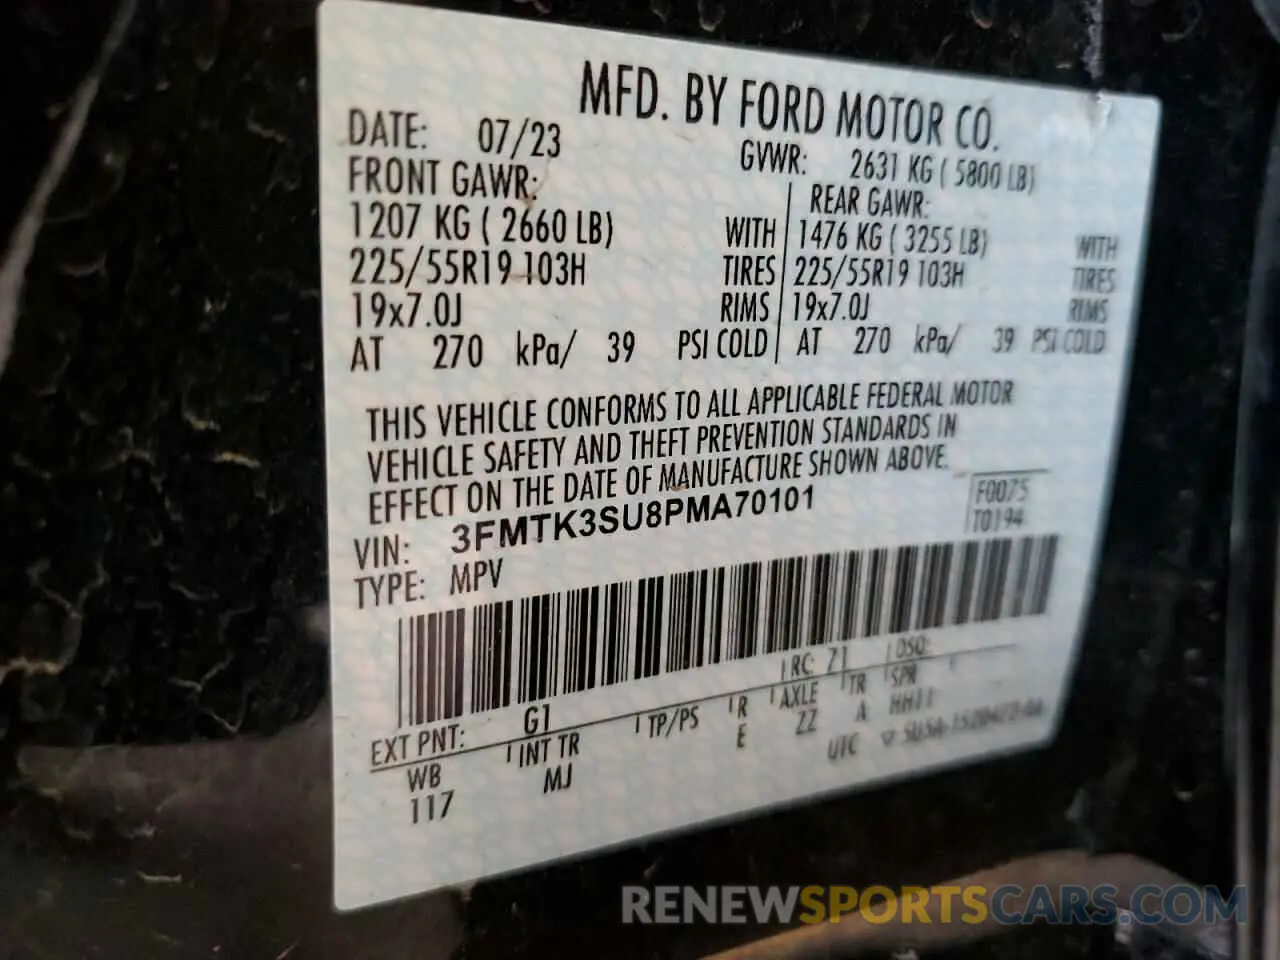 MFD. BY FORD MOTOR CO.
DATE: 07/23 GVWR: 2631 KG ( 5800 LB)
FRONT GAWR: REAR GAWR:
1207 KG ( 2660 LB) WITH 1476 KG ( 3255 LB) WITH
225/55R19 103H TIRES 225/55R19 103H TIRES
19x7.0J RIMS 19x7.0J RIMS
AT 270 kPa/ 39 PSI COLD AT 270 kPa/ 39 PSI COLD
THIS VEHICLE CONFORMS TO ALL APPLICABLE FEDERAL MOTOR
VEHICLE SAFETY AND THEFT PREVENTION STANDARDS IN
EFFECT ON THE DATE OF MANUFACTURE SHOWN ABOVE.
VIN: 3FMTK3SU8PMA70101 F0075
TYPE: MPV T0194
EXT PNT: G1 RC: 71 DSO:
WB INT TR TP/PS R AXLE TR SPR
117 MJ E ZZ A HH11
UTC
RENEWSPORTSCARS.COM